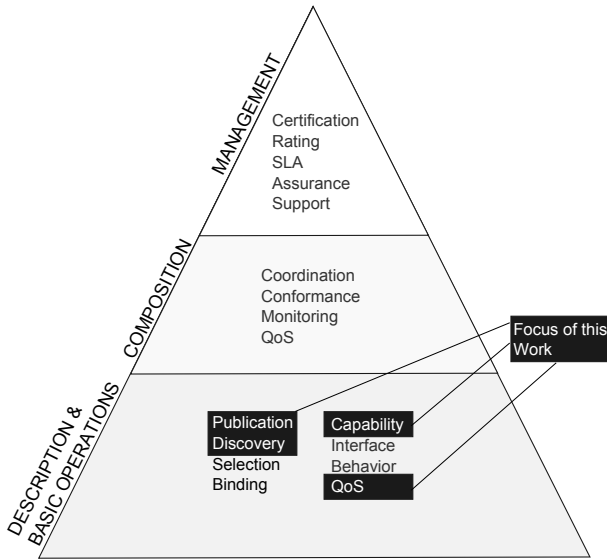 MANAGEMENT
Certification
Rating
SLA
Assurance
Support
COMPOSITION
Coordination
Conformance
Monitoring
QoS
Focus of this
Work
DESCRIPTION &
BASIC OPERATIONS
Publication
Discovery
Selection
Binding
Capability
Interface
Behavior
QoS